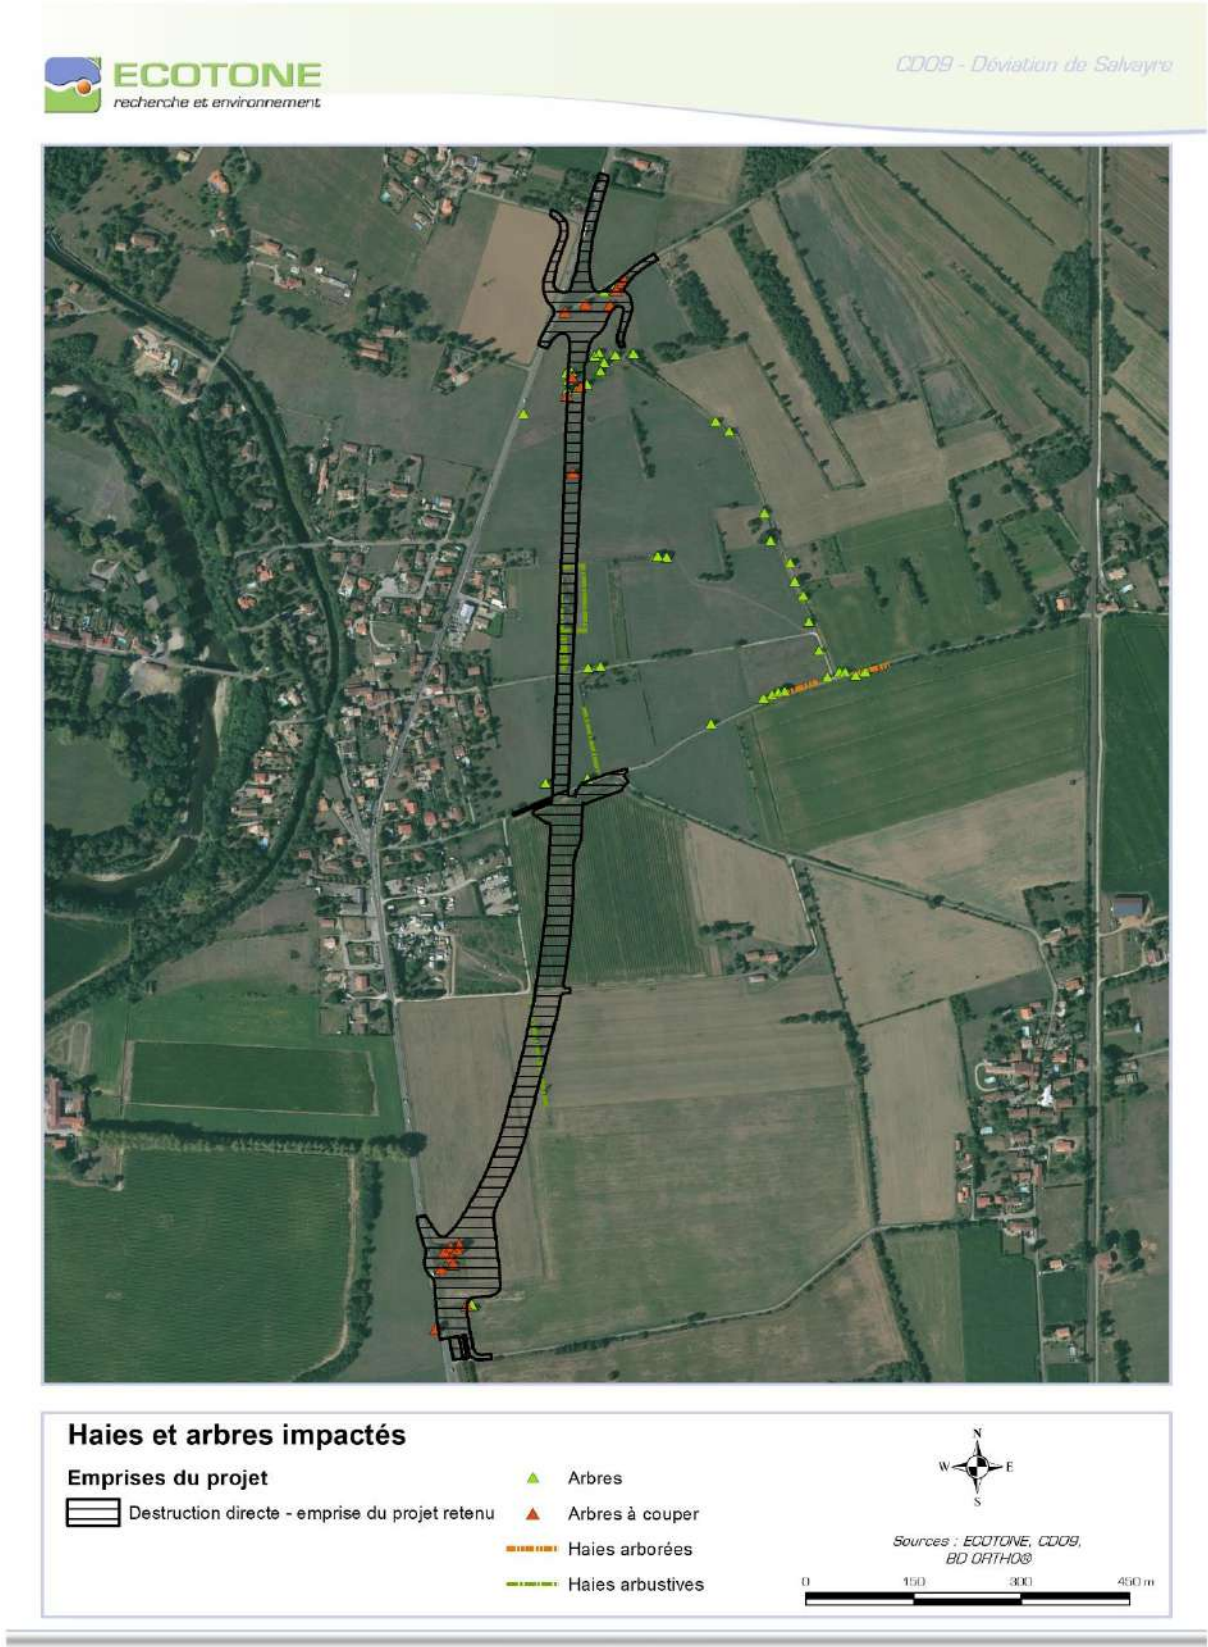 ECOTONE
recherche et environnement
CD09 - Déviation de Salvayre
Haies et arbres impactés
Emprises du projet
Destruction directe - emprise du projet retenu
Arbres
Arbres à couper
Haies arborées
Haies arbustives
N
W E
S
Sources : ECOTONE, CD09,
BD ORTHO®
0 150 300 450 m